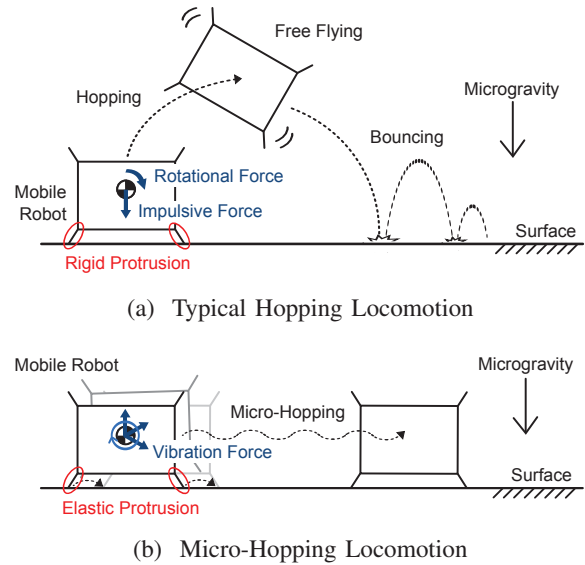 Free Flying
Hopping
Microgravity
Bouncing
Rotational Force
Mobile
Robot
Impulsive Force
Surface
Rigid Protrusion
(a) Typical Hopping Locomotion
Mobile Robot
Microgravity
Micro-Hopping
Vibration Force
Surface
Elastic Protrusion
(b) Micro-Hopping Locomotion